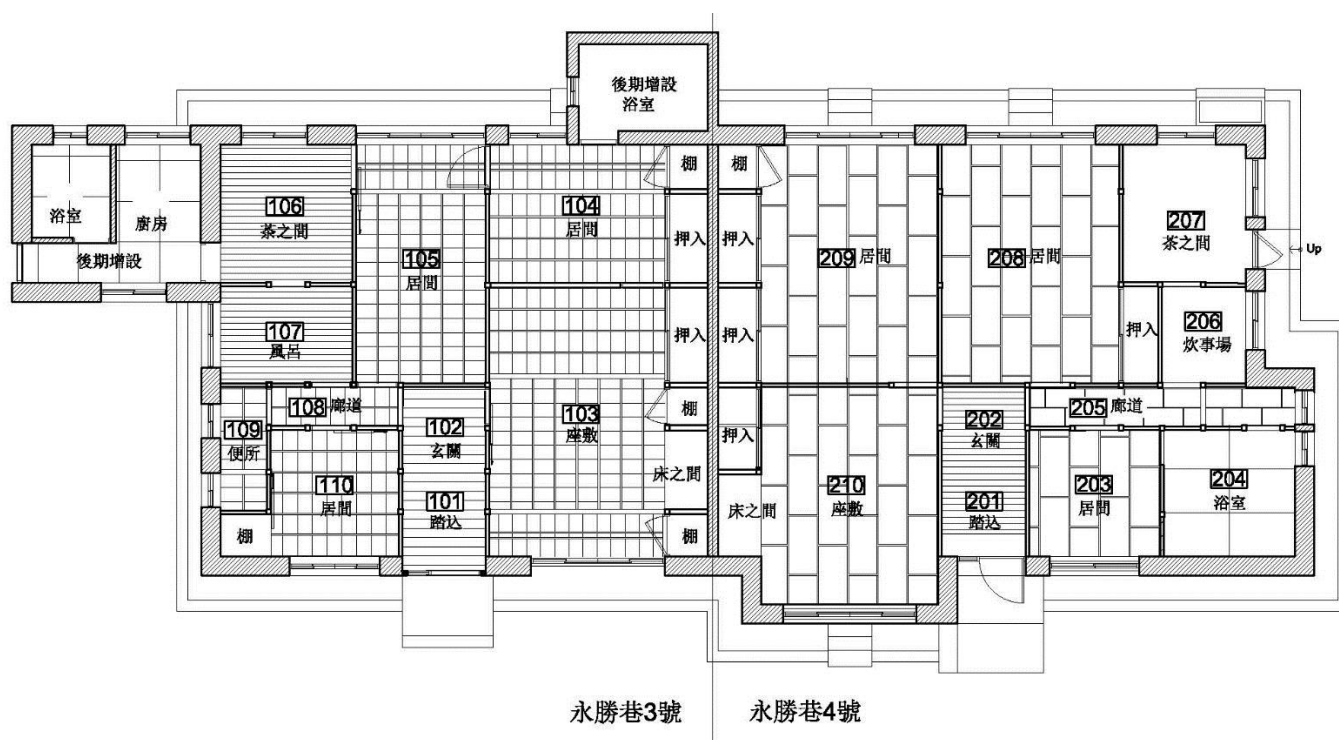 後期增設
浴室
棚
棚
106
茶之間
104
居間
浴室
廚房
207
茶之間
押入
押入
105
居間
209 居間
208 居間
後期增設
Up
107
風呂
押入
押入
押入
206
炊事場
108 廊道
103
座敷
棚
205 廊道
109
便所
102
玄關
押入
202
玄關
床之間
110
居間
101
踏込
床之間
210
座敷
201
踏込
203
居間
204
浴室
棚
棚
永勝巷3號
永勝巷4號